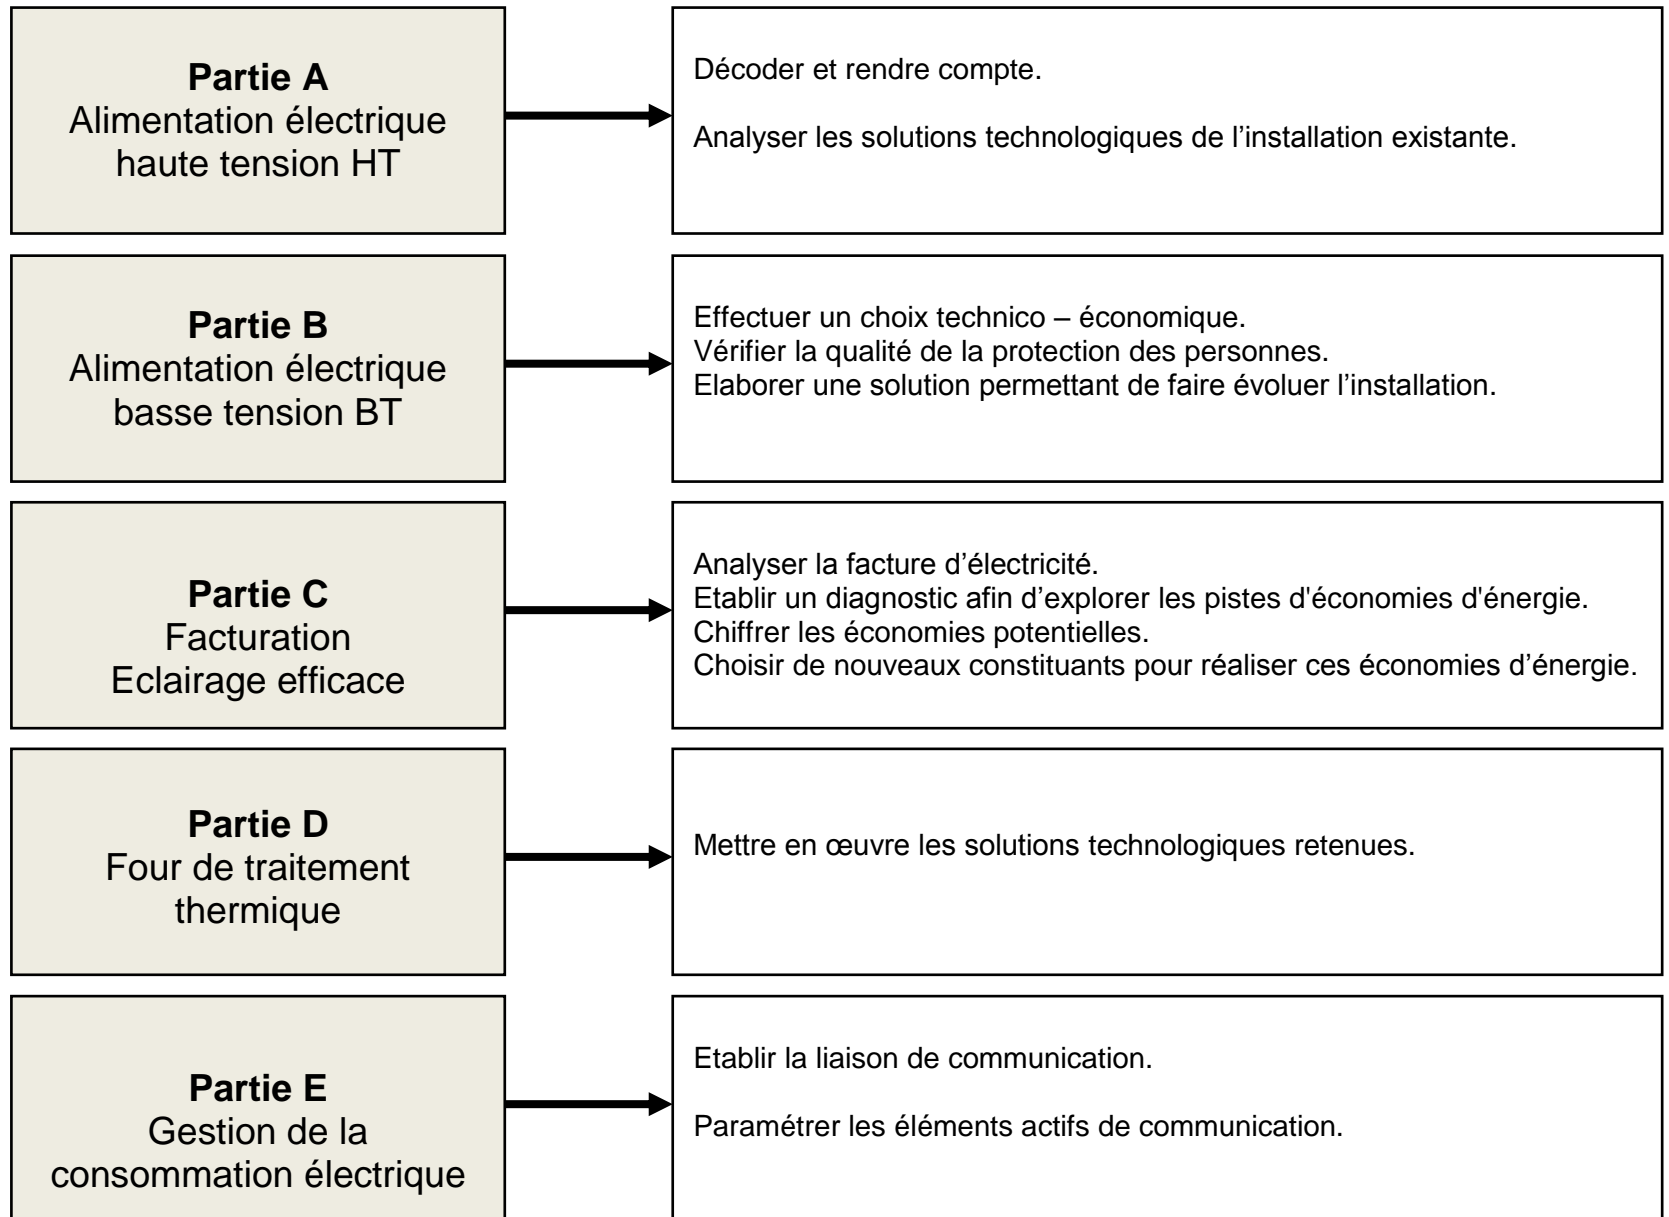 Partie A
Alimentation électrique
haute tension HT
Décoder et rendre compte.
Analyser les solutions technologiques de l’installation existante.
Partie B
Alimentation électrique
basse tension BT
Effectuer un choix technico – économique.
Vérifier la qualité de la protection des personnes.
Elaborer une solution permettant de faire évoluer l’installation.
Partie C
Facturation
Eclairage efficace
Analyser la facture d’électricité.
Etablir un diagnostic afin d’explorer les pistes d'économies d'énergie.
Chiffrer les économies potentielles.
Choisir de nouveaux constituants pour réaliser ces économies d’énergie.
Partie D
Four de traitement
thermique
Mettre en œuvre les solutions technologiques retenues.
Partie E
Gestion de la
consommation électrique
Etablir la liaison de communication.
Paramétrer les éléments actifs de communication.